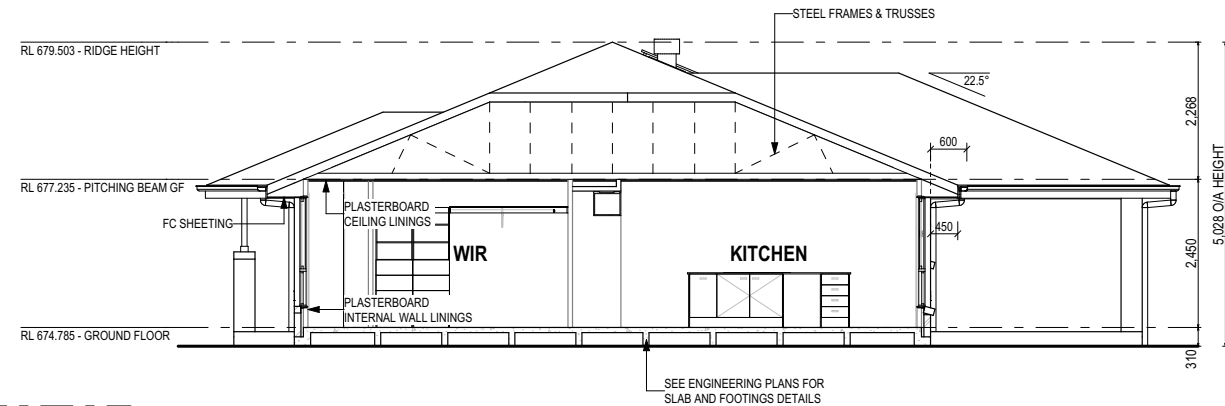 STEEL FRAMES & TRUSSES
RL 679.503 - RIDGE HEIGHT
22.5°
2,268
600
RL 677.235 - PITCHING BEAM GF
PLASTERBOARD
CEILING LININGS
FC SHEETING
450
5,028 O/A HEIGHT
2,450
WIR
KITCHEN
PLASTERBOARD
INTERNAL WALL LININGS
RL 674.785 - GROUND FLOOR
310
SEE ENGINEERING PLANS FOR
SLAB AND FOOTINGS DETAILS